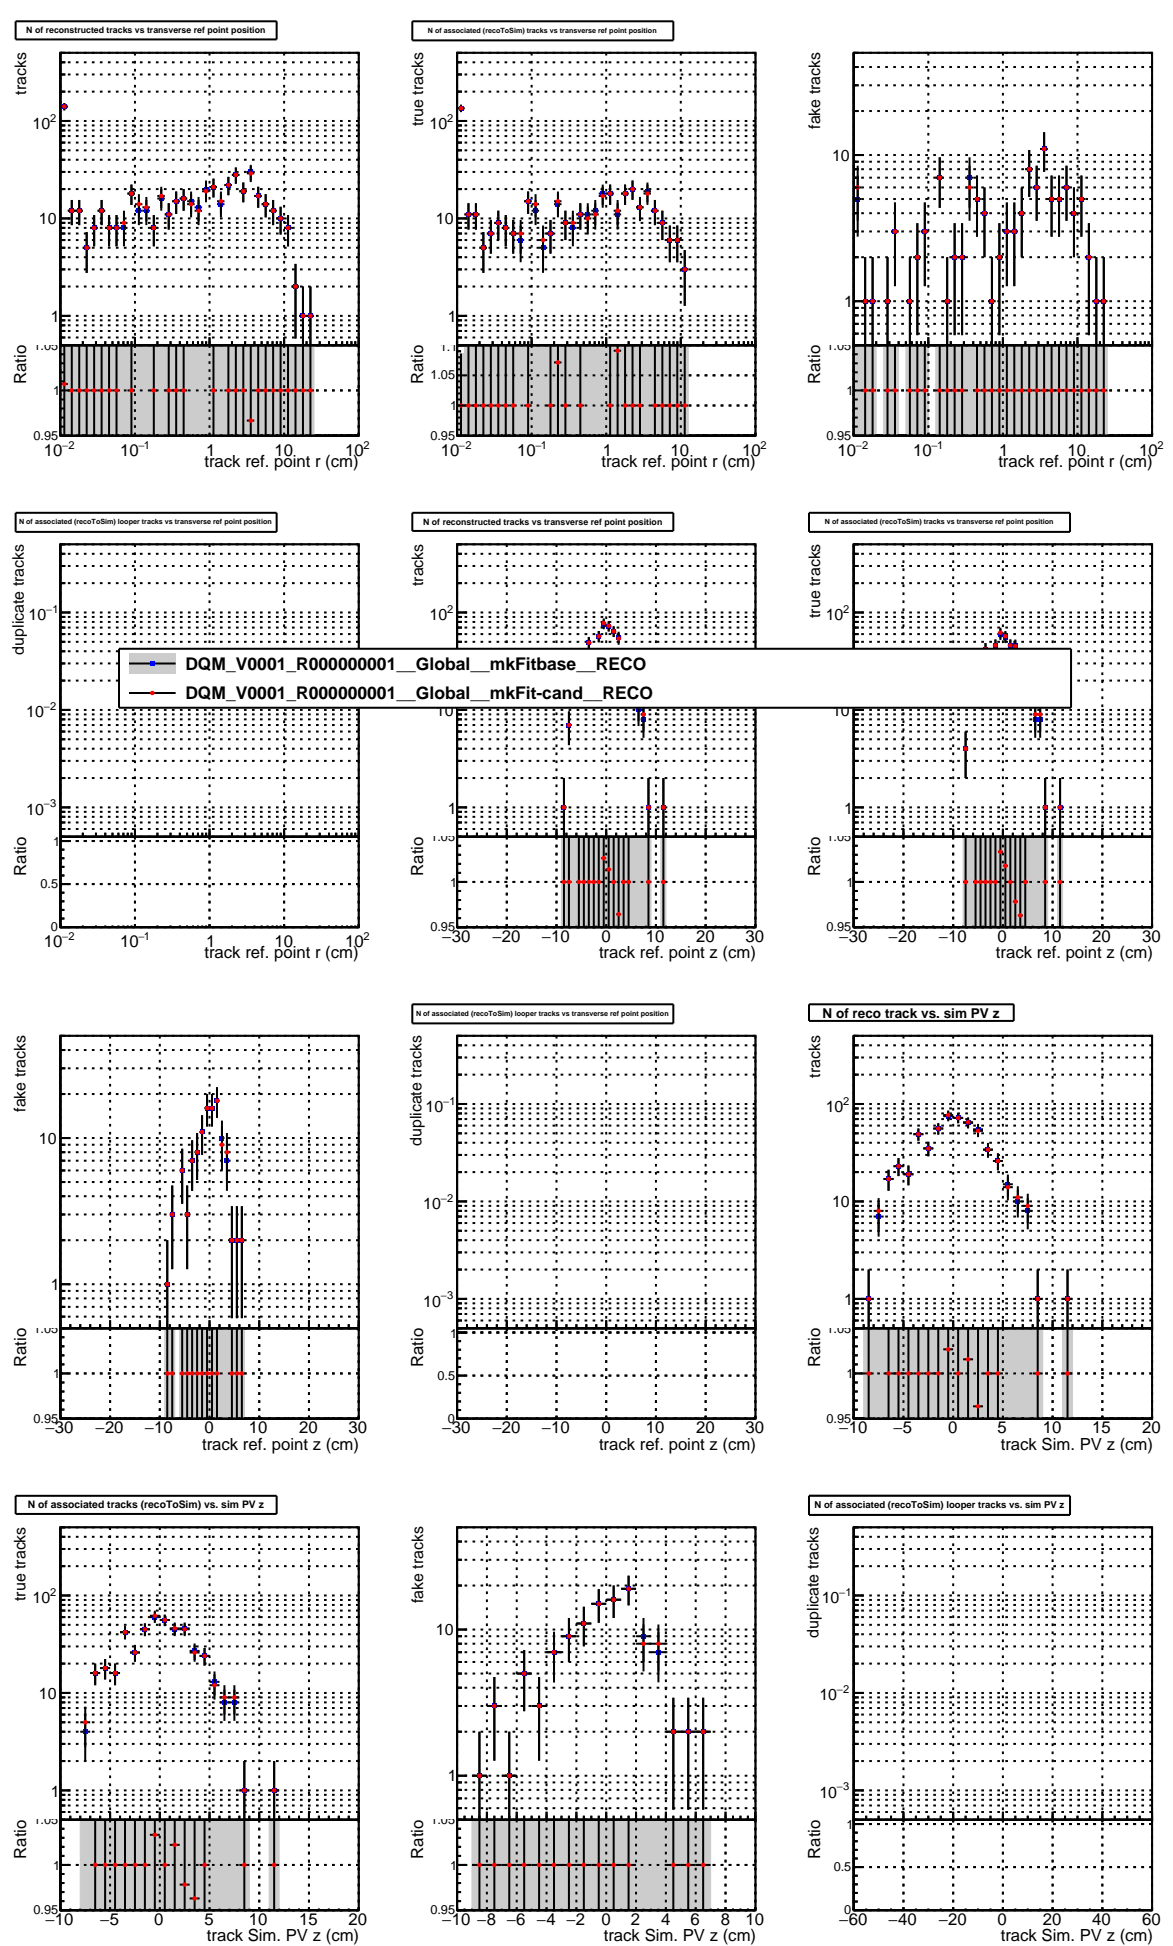 N of reconstructed tracks vs transverse ref point position
N of associated (recoToSim) tracks vs transverse ref point position
tracks
10²
10
1
Ratio
1.05
1
0.95
10⁻² 10⁻¹ 1 10 10²
track ref. point r (cm)
true tracks
10²
10
1
Ratio
1.1
1.05
1
0.95
10⁻² 10⁻¹ 1 10 10²
track ref. point r (cm)
fake tracks
10
1
Ratio
1.05
1
0.95
10⁻² 10⁻¹ 1 10 10²
track ref. point r (cm)
N of associated (recoToSim) looper tracks vs transverse ref point position
N of reconstructed tracks vs transverse ref point position
N of associated (recoToSim) tracks vs transverse ref point position
duplicate tracks
10⁻¹
10⁻²
10⁻³
Ratio
1
0.5
0
10⁻² 10⁻¹ 1 10 10²
track ref. point r (cm)
tracks
10²
10
1
Ratio
1.05
1
0.95
−30 −20 −10 0 10 20 30
track ref. point z (cm)
true tracks
10²
10
1
Ratio
1.05
1
0.95
−30 −20 −10 0 10 20 30
track ref. point z (cm)
DQM_V0001_R000000001__Global__mkFitbase__RECO
DQM_V0001_R000000001__Global__mkFit-cand__RECO
N of associated (recoToSim) looper tracks vs transverse ref point position
N of reco track vs. sim PV z
fake tracks
10
1
Ratio
1.05
1
0.95
−30 −20 −10 0 10 20 30
track ref. point z (cm)
duplicate tracks
10⁻¹
10⁻²
10⁻³
Ratio
1
0.5
0
−30 −20 −10 0 10 20 30
track ref. point z (cm)
tracks
10²
10
1
Ratio
1.05
1
0.95
−10 −5 0 5 10 15 20
track Sim. PV z (cm)
N of associated tracks (recoToSim) vs. sim PV z
N of associated (recoToSim) looper tracks vs. sim PV z
true tracks
10²
10
1
Ratio
1.05
1
0.95
−10 −5 0 5 10 15 20
track Sim. PV z (cm)
fake tracks
10
1
Ratio
1.05
1
0.95
−10 −8 −6 −4 −2 0 2 4 6 8 10
track Sim. PV z (cm)
duplicate tracks
10⁻¹
10⁻²
10⁻³
Ratio
1
0.5
0
−60 −40 −20 0 20 40 60
track Sim. PV z (cm)